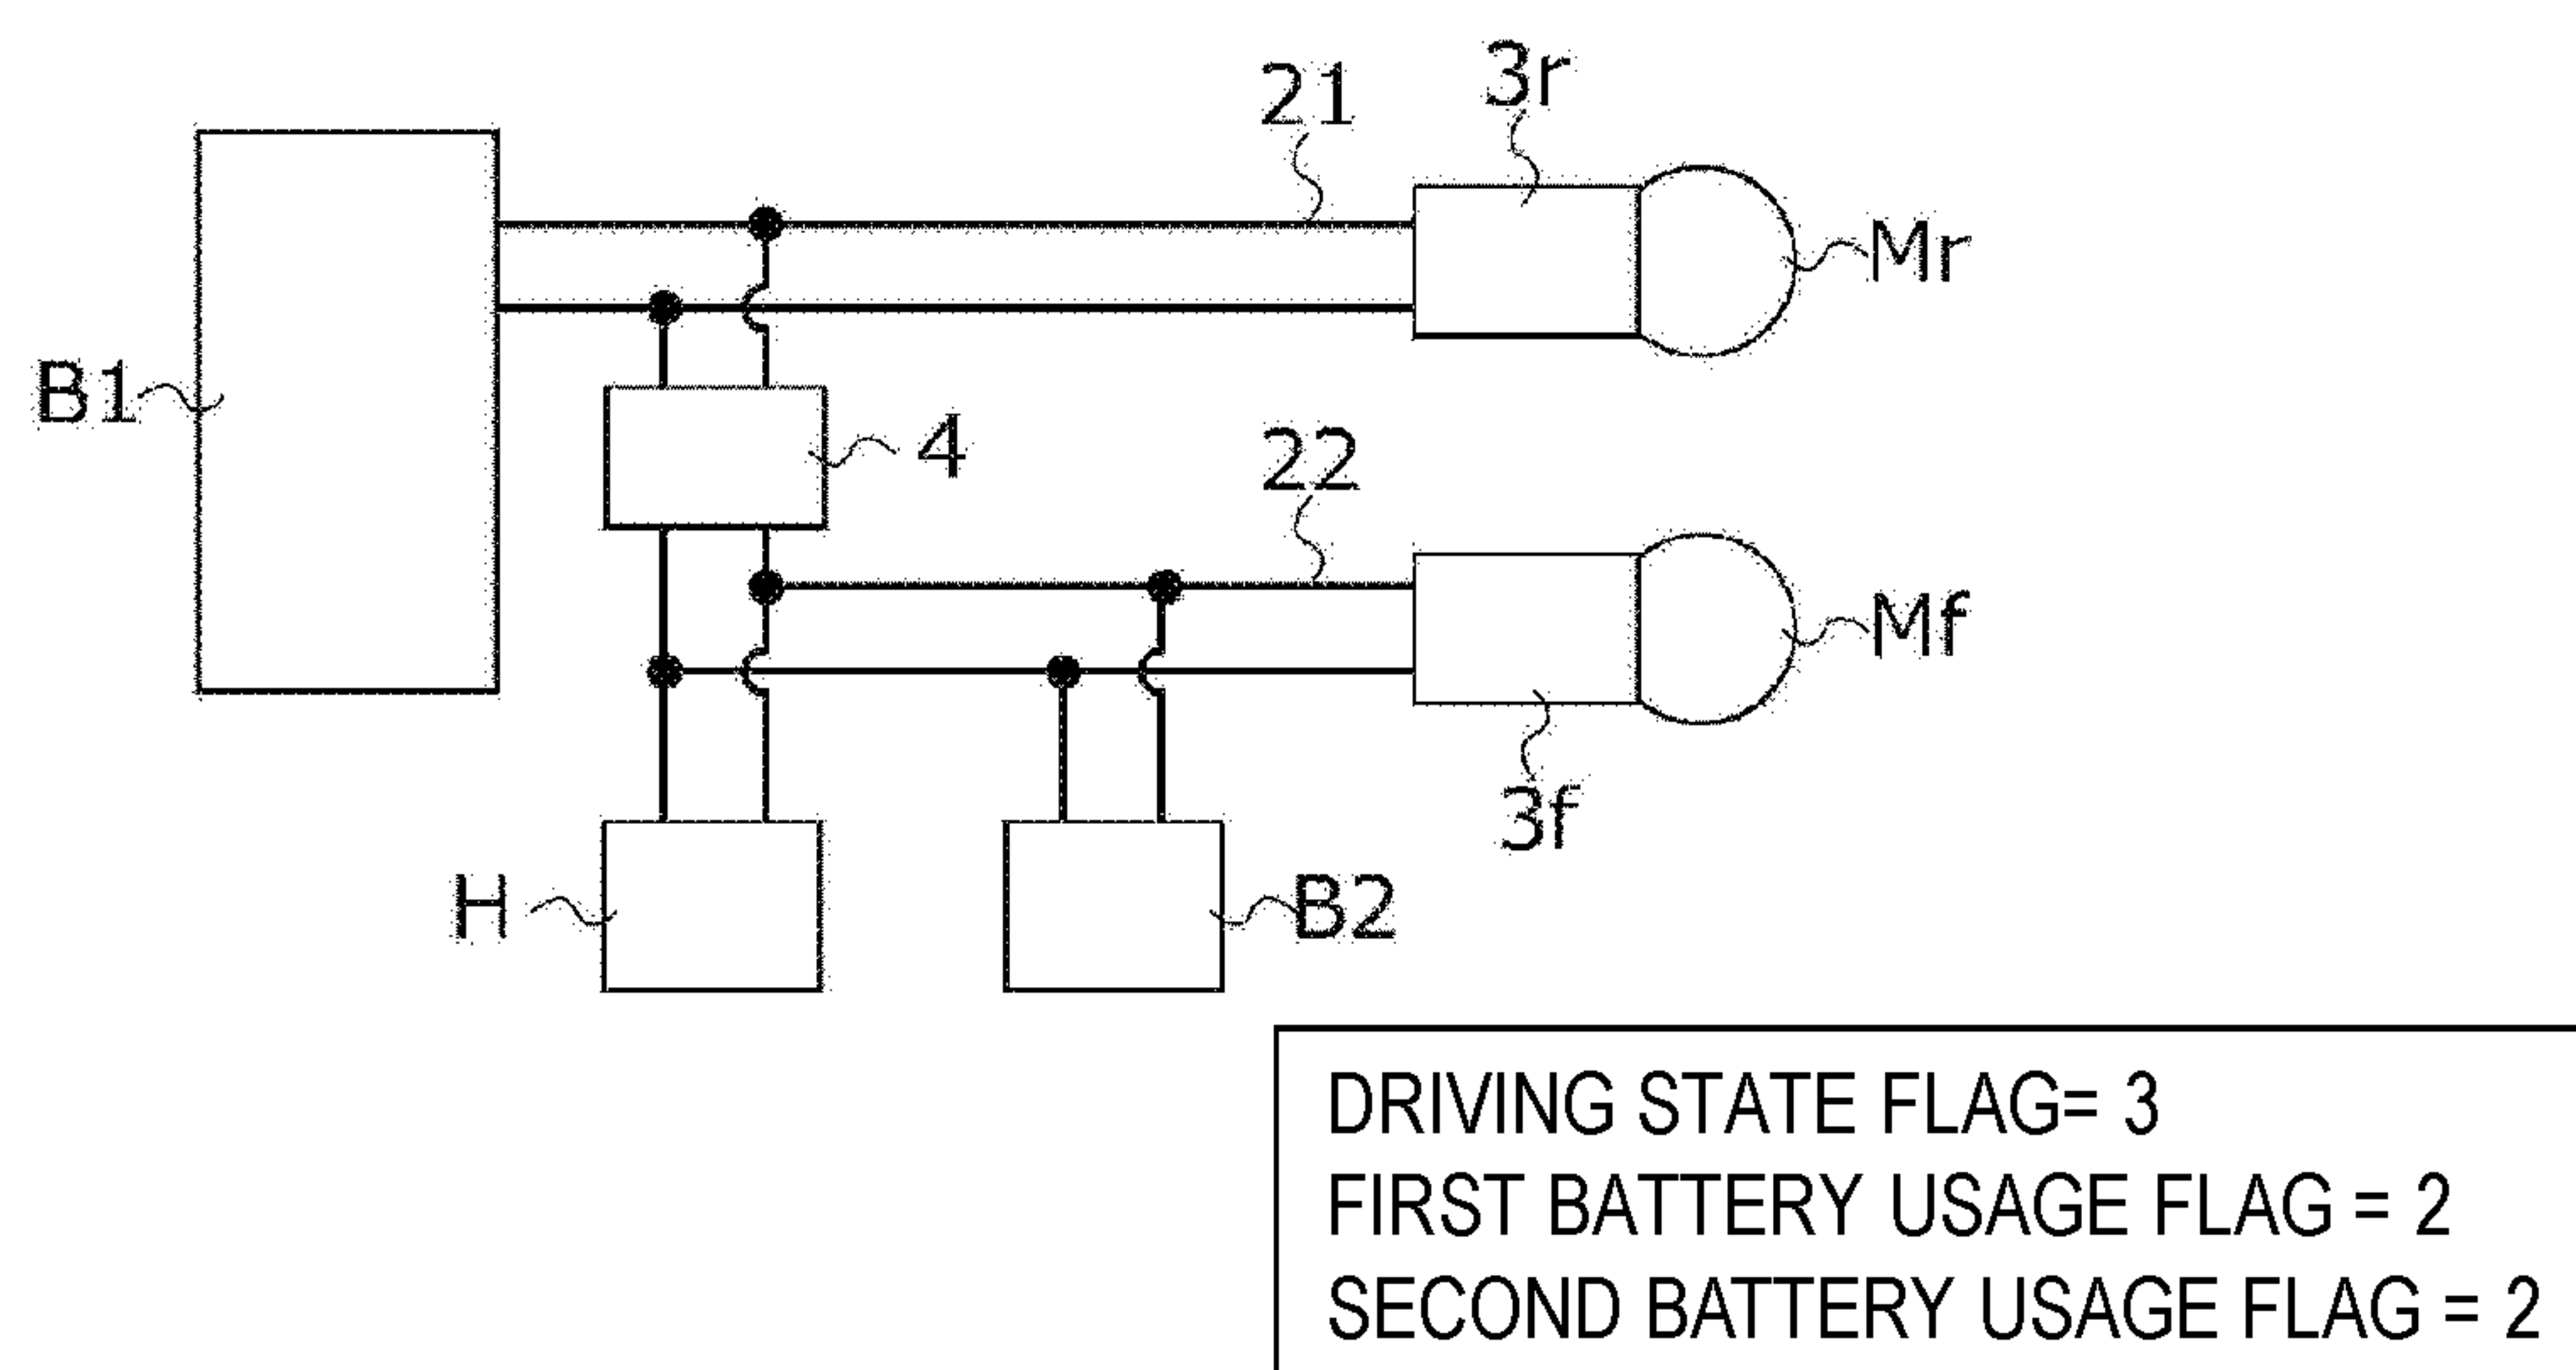 3r
21
Mr
B1
4
22
Mf
3f
H
B2
DRIVING STATE FLAG= 3
FIRST BATTERY USAGE FLAG = 2
SECOND BATTERY USAGE FLAG = 2